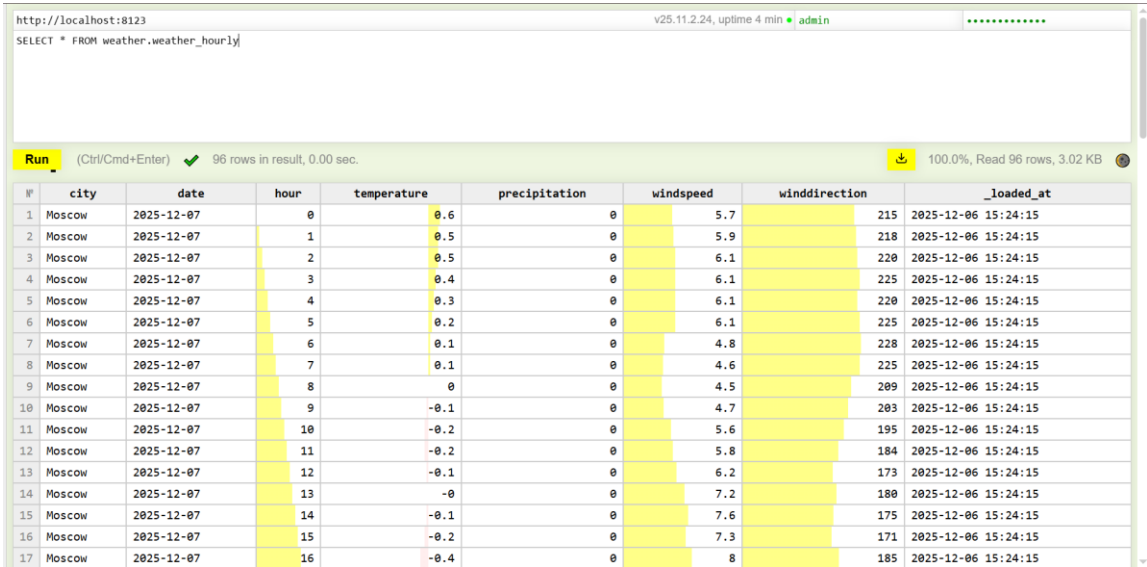 http://localhost:8123 v25.11.2.24, uptime 4 min admin •••••••••••••
SELECT * FROM weather.weather_hourly
Run (Ctrl/Cmd+Enter) ✔ 96 rows in result, 0.00 sec. 100.0%, Read 96 rows, 3.02 KB
№ city date hour temperature precipitation windspeed winddirection _loaded_at
1 Moscow 2025-12-07 0 0.6 0 5.7 215 2025-12-06 15:24:15
2 Moscow 2025-12-07 1 0.5 0 5.9 218 2025-12-06 15:24:15
3 Moscow 2025-12-07 2 0.5 0 6.1 220 2025-12-06 15:24:15
4 Moscow 2025-12-07 3 0.4 0 6.1 225 2025-12-06 15:24:15
5 Moscow 2025-12-07 4 0.3 0 6.1 220 2025-12-06 15:24:15
6 Moscow 2025-12-07 5 0.2 0 6.1 225 2025-12-06 15:24:15
7 Moscow 2025-12-07 6 0.1 0 4.8 228 2025-12-06 15:24:15
8 Moscow 2025-12-07 7 0.1 0 4.6 225 2025-12-06 15:24:15
9 Moscow 2025-12-07 8 0 0 4.5 209 2025-12-06 15:24:15
10 Moscow 2025-12-07 9 -0.1 0 4.7 203 2025-12-06 15:24:15
11 Moscow 2025-12-07 10 -0.2 0 5.6 195 2025-12-06 15:24:15
12 Moscow 2025-12-07 11 -0.2 0 5.8 184 2025-12-06 15:24:15
13 Moscow 2025-12-07 12 -0.1 0 6.2 173 2025-12-06 15:24:15
14 Moscow 2025-12-07 13 -0 0 7.2 180 2025-12-06 15:24:15
15 Moscow 2025-12-07 14 -0.1 0 7.6 175 2025-12-06 15:24:15
16 Moscow 2025-12-07 15 -0.2 0 7.3 171 2025-12-06 15:24:15
17 Moscow 2025-12-07 16 -0.4 0 8 185 2025-12-06 15:24:15